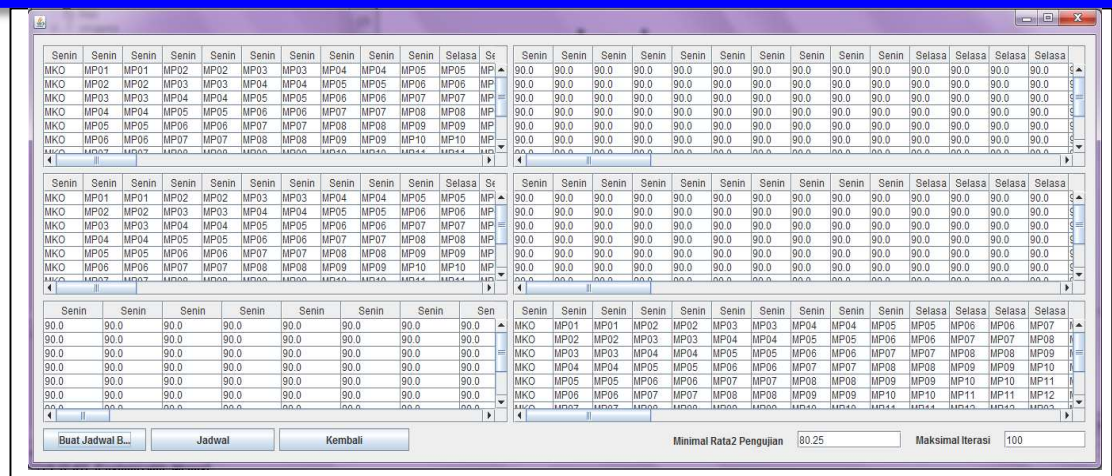 Senin Senin Senin Senin Senin Senin Senin Senin Senin Senin Selasa Se
MKO MP01 MP01 MP02 MP02 MP03 MP03 MP04 MP04 MP05 MP05 MP
MKO MP02 MP02 MP03 MP03 MP04 MP04 MP05 MP05 MP06 MP06 MP
MKO MP03 MP03 MP04 MP04 MP05 MP05 MP06 MP06 MP07 MP07 MP
MKO MP04 MP04 MP05 MP05 MP06 MP06 MP07 MP07 MP08 MP08 MP
MKO MP05 MP05 MP06 MP06 MP07 MP07 MP08 MP08 MP09 MP09 MP
MKO MP06 MP06 MP07 MP07 MP08 MP08 MP09 MP09 MP10 MP10 MP
Senin Senin Senin Senin Senin Senin Senin Senin Senin Senin Selasa Selasa Selasa Selasa
90.0 90.0 90.0 90.0 90.0 90.0 90.0 90.0 90.0 90.0 90.0 90.0 90.0 90.0
90.0 90.0 90.0 90.0 90.0 90.0 90.0 90.0 90.0 90.0 90.0 90.0 90.0 90.0
90.0 90.0 90.0 90.0 90.0 90.0 90.0 90.0 90.0 90.0 90.0 90.0 90.0 90.0
90.0 90.0 90.0 90.0 90.0 90.0 90.0 90.0 90.0 90.0 90.0 90.0 90.0 90.0
90.0 90.0 90.0 90.0 90.0 90.0 90.0 90.0 90.0 90.0 90.0 90.0 90.0 90.0
90.0 90.0 90.0 90.0 90.0 90.0 90.0 90.0 90.0 90.0 90.0 90.0 90.0 90.0
Senin Senin Senin Senin Senin Senin Senin Senin Senin Senin Selasa Se
MKO MP01 MP01 MP02 MP02 MP03 MP03 MP04 MP04 MP05 MP05 MP
MKO MP02 MP02 MP03 MP03 MP04 MP04 MP05 MP05 MP06 MP06 MP
MKO MP03 MP03 MP04 MP04 MP05 MP05 MP06 MP06 MP07 MP07 MP
MKO MP04 MP04 MP05 MP05 MP06 MP06 MP07 MP07 MP08 MP08 MP
MKO MP05 MP05 MP06 MP06 MP07 MP07 MP08 MP08 MP09 MP09 MP
MKO MP06 MP06 MP07 MP07 MP08 MP08 MP09 MP09 MP10 MP10 MP
Senin Senin Senin Senin Senin Senin Senin Senin Senin Senin Selasa Selasa Selasa Selasa
90.0 90.0 90.0 90.0 90.0 90.0 90.0 90.0 90.0 90.0 90.0 90.0 90.0 90.0
90.0 90.0 90.0 90.0 90.0 90.0 90.0 90.0 90.0 90.0 90.0 90.0 90.0 90.0
90.0 90.0 90.0 90.0 90.0 90.0 90.0 90.0 90.0 90.0 90.0 90.0 90.0 90.0
90.0 90.0 90.0 90.0 90.0 90.0 90.0 90.0 90.0 90.0 90.0 90.0 90.0 90.0
90.0 90.0 90.0 90.0 90.0 90.0 90.0 90.0 90.0 90.0 90.0 90.0 90.0 90.0
90.0 90.0 90.0 90.0 90.0 90.0 90.0 90.0 90.0 90.0 90.0 90.0 90.0 90.0
Senin Senin Senin Senin Senin Senin Senin Sen
90.0 90.0 90.0 90.0 90.0 90.0 90.0 90.0
90.0 90.0 90.0 90.0 90.0 90.0 90.0 90.0
90.0 90.0 90.0 90.0 90.0 90.0 90.0 90.0
90.0 90.0 90.0 90.0 90.0 90.0 90.0 90.0
90.0 90.0 90.0 90.0 90.0 90.0 90.0 90.0
90.0 90.0 90.0 90.0 90.0 90.0 90.0 90.0
Senin Senin Senin Senin Senin Senin Senin Senin Senin Senin Selasa Selasa Selasa Selasa
MKO MP01 MP01 MP02 MP02 MP03 MP03 MP04 MP04 MP05 MP05 MP06 MP06 MP07
MKO MP02 MP02 MP03 MP03 MP04 MP04 MP05 MP05 MP06 MP06 MP07 MP07 MP08
MKO MP03 MP03 MP04 MP04 MP05 MP05 MP06 MP06 MP07 MP07 MP08 MP08 MP09
MKO MP04 MP04 MP05 MP05 MP06 MP06 MP07 MP07 MP08 MP08 MP09 MP09 MP10
MKO MP05 MP05 MP06 MP06 MP07 MP07 MP08 MP08 MP09 MP09 MP10 MP10 MP11
MKO MP06 MP06 MP07 MP07 MP08 MP08 MP09 MP09 MP10 MP10 MP11 MP11 MP12
Buat Jadwal B... Jadwal Kembali Minimal Rata2 Pengujian 80.25 Maksimal Iterasi 100